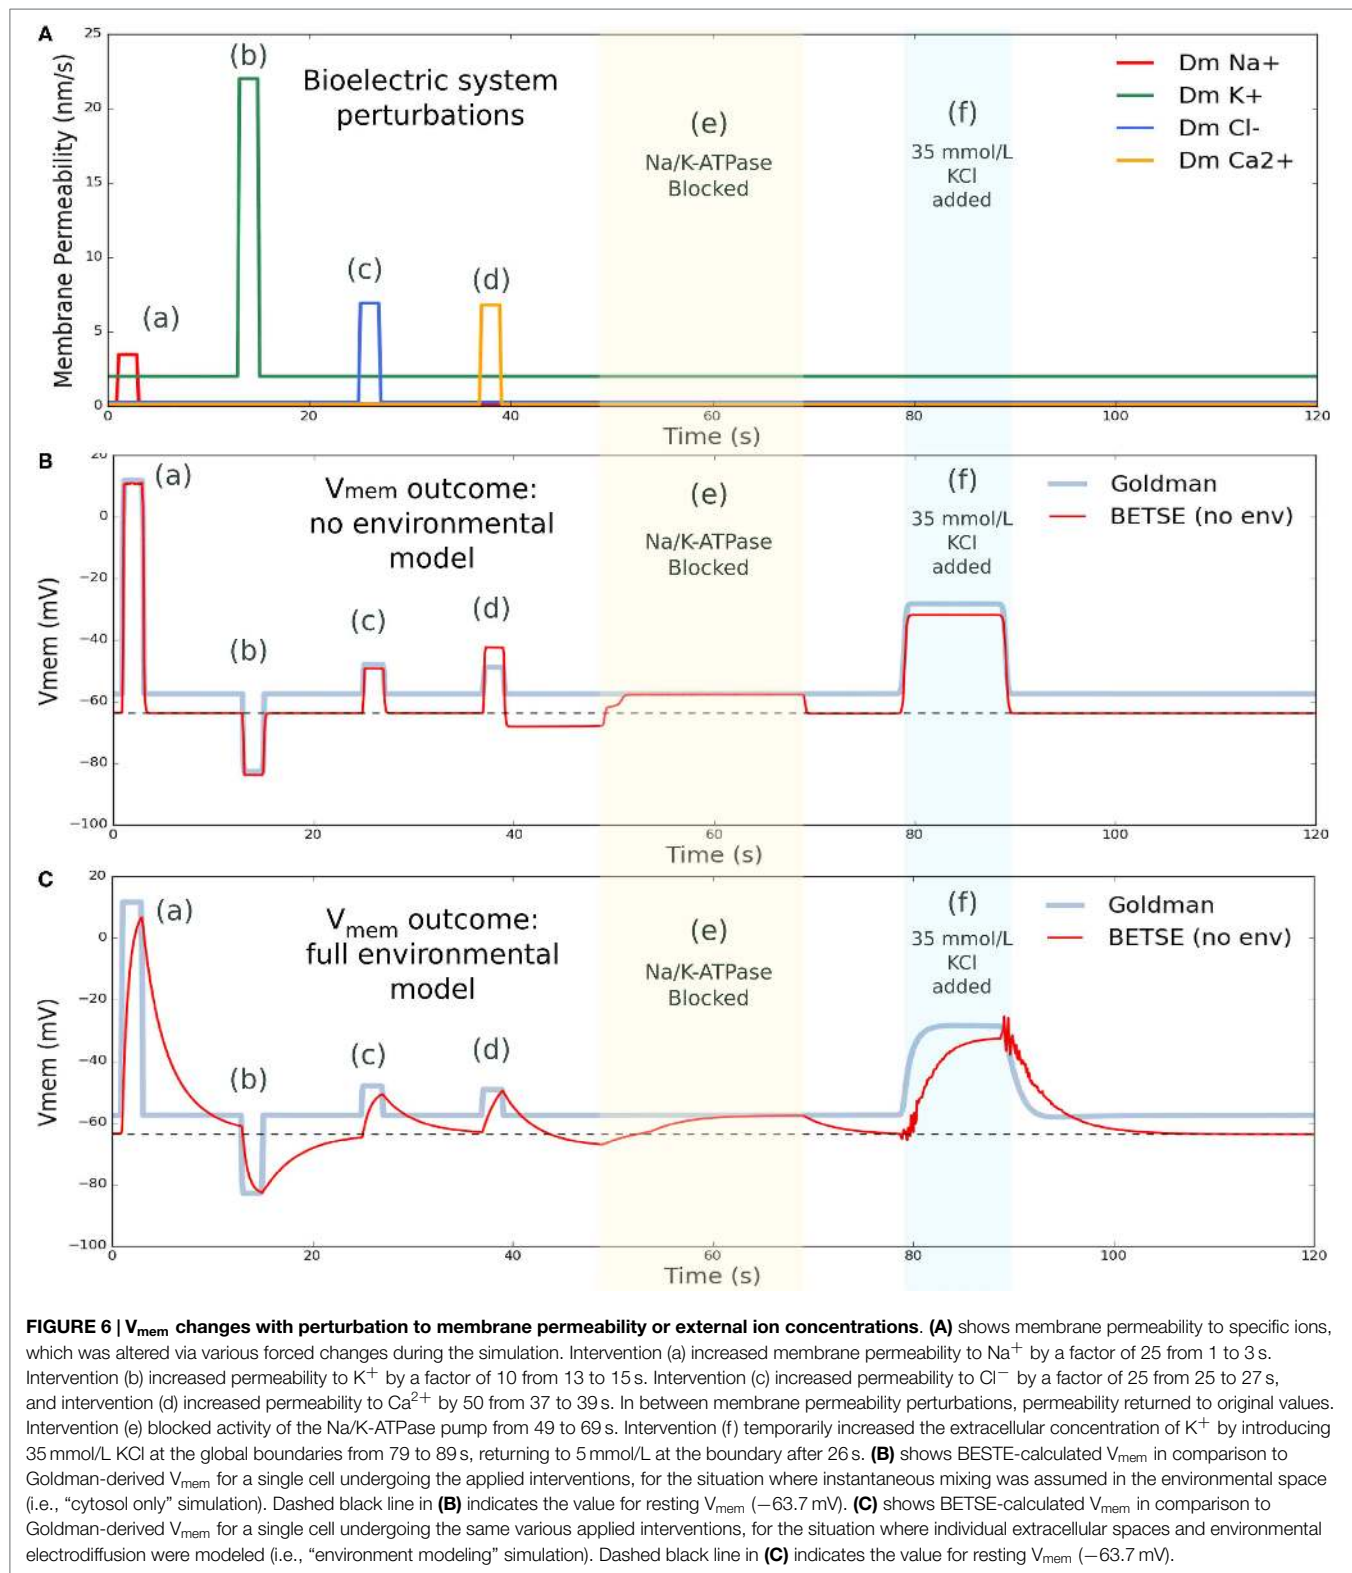 A
Bioelectric system
perturbations
(a)
(b)
(c)
(d)
(e)
Na/K-ATPase
Blocked
(f)
35 mmol/L
KCl
added
Dm Na+
Dm K+
Dm Cl-
Dm Ca2+
Membrane Permeability (nm/s)
25
20
15
10
5
0
0 20 40 60 80 100 120
Time (s)
B
Vmem outcome:
no environmental
model
(a)
(b)
(c)
(d)
(e)
Na/K-ATPase
Blocked
(f)
35 mmol/L
KCl
added
Goldman
BETSE (no env)
Vmem (mV)
20
0
−20
−40
−60
−80
−100
0 20 40 60 80 100 120
Time (s)
C
Vmem outcome:
full environmental
model
(a)
(b)
(c)
(d)
(e)
Na/K-ATPase
Blocked
(f)
35 mmol/L
KCl
added
Goldman
BETSE (no env)
Vmem (mV)
20
0
−20
−40
−60
−80
−100
0 20 40 60 80 100 120
Time (s)
FIGURE 6 | Vmem changes with perturbation to membrane permeability or external ion concentrations. (A) shows membrane permeability to specific ions,
which was altered via various forced changes during the simulation. Intervention (a) increased membrane permeability to Na+ by a factor of 25 from 1 to 3 s.
Intervention (b) increased permeability to K+ by a factor of 10 from 13 to 15 s. Intervention (c) increased permeability to Cl− by a factor of 25 from 25 to 27 s,
and intervention (d) increased permeability to Ca2+ by 50 from 37 to 39 s. In between membrane permeability perturbations, permeability returned to original values.
Intervention (e) blocked activity of the Na/K-ATPase pump from 49 to 69 s. Intervention (f) temporarily increased the extracellular concentration of K+ by introducing
35 mmol/L KCl at the global boundaries from 79 to 89 s, returning to 5 mmol/L at the boundary after 26 s. (B) shows BESTE-calculated Vmem in comparison to
Goldman-derived Vmem for a single cell undergoing the applied interventions, for the situation where instantaneous mixing was assumed in the environmental space
(i.e., “cytosol only” simulation). Dashed black line in (B) indicates the value for resting Vmem (−63.7 mV). (C) shows BETSE-calculated Vmem in comparison to
Goldman-derived Vmem for a single cell undergoing the same various applied interventions, for the situation where individual extracellular spaces and environmental
electrodiffusion were modeled (i.e., “environment modeling” simulation). Dashed black line in (C) indicates the value for resting Vmem (−63.7 mV).